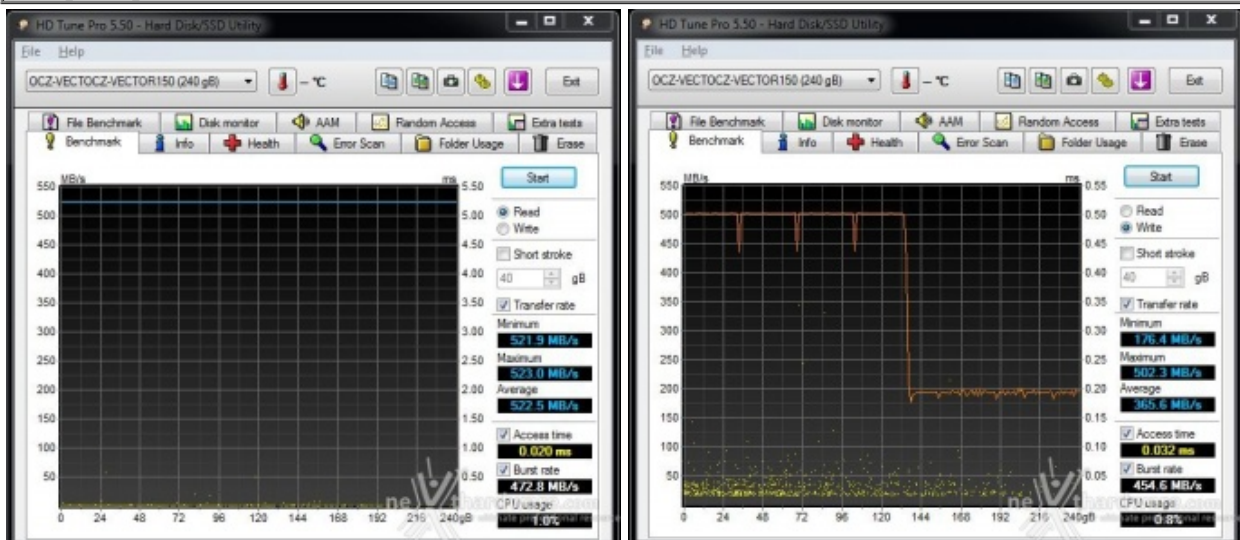 HD Tune Pro 5.50 - Hard Disk/SSD Utility
File Help
OCZ-VECTOCZ-VECTOR150 (240 gB) – °C Exit
File Benchmark Disk monitor AAM Random Access Extra tests
Benchmark Info Health Error Scan Folder Usage Erase
MB/s ms Start
550 5.50
500 5.00 Read
Write
450 4.50
Short stroke
400 4.00 40 gB
350 3.50 Transfer rate
Minimum
300 3.00 521.9 MB/s
250 2.50 Maximum
523.0 MB/s
200 2.00 Average
522.5 MB/s
150 1.50
Access time
100 1.00 0.020 ms
50 0.50 Burst rate
472.8 MB/s
CPU usage
0 24 48 72 96 120 144 168 192 216 240gB 1.0%
HD Tune Pro 5.50 - Hard Disk/SSD Utility
File Help
OCZ-VECTOCZ-VECTOR150 (240 gB) – °C Exit
File Benchmark Disk monitor AAM Random Access Extra tests
Benchmark Info Health Error Scan Folder Usage Erase
MB/s ms Start
550 0.55
500 0.50 Read
Write
450 0.45
Short stroke
400 0.40 40 gB
350 0.35 Transfer rate
Minimum
300 0.30 176.4 MB/s
250 0.25 Maximum
502.3 MB/s
200 0.20 Average
365.6 MB/s
150 0.15
Access time
100 0.10 0.032 ms
50 0.05 Burst rate
454.6 MB/s
CPU usage
0 24 48 72 96 120 144 168 192 216 240gB 0.8%